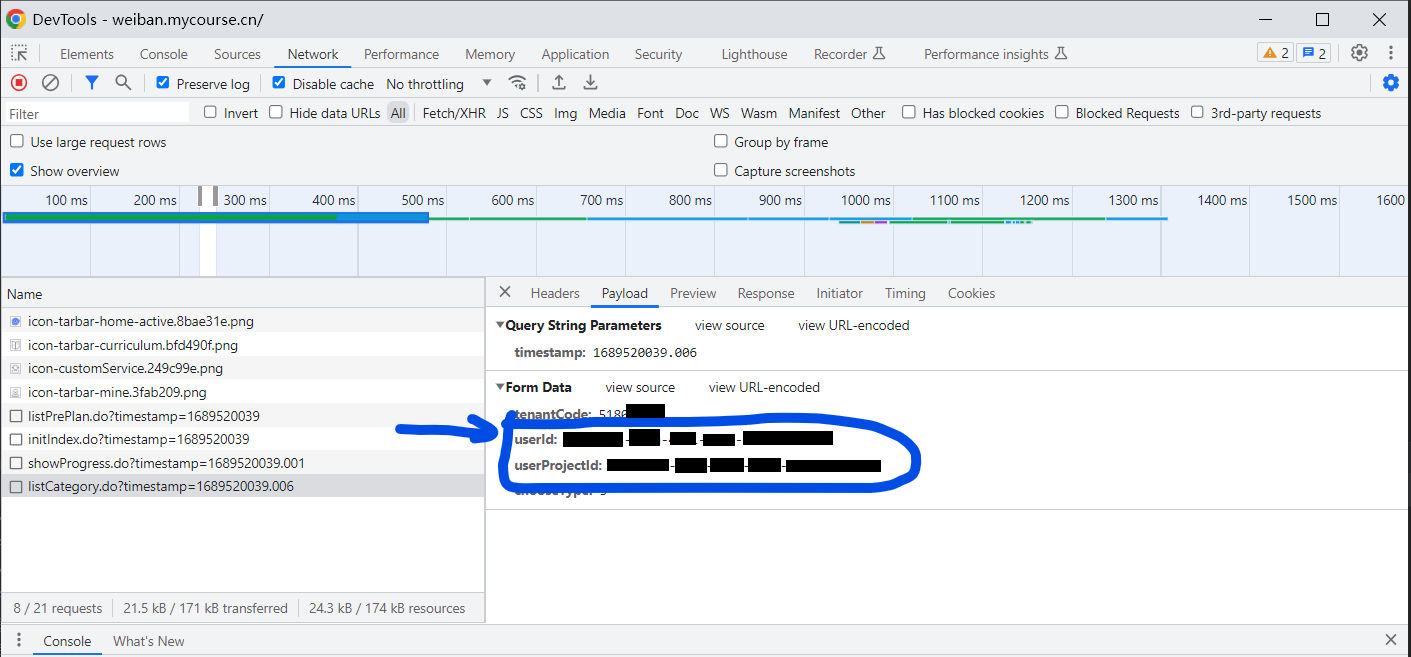 DevTools - weiban.mycourse.cn/
Elements Console Sources Network Performance Memory Application Security Lighthouse Recorder Performance insights 2 2
Preserve log Disable cache No throttling
Filter Invert Hide data URLs All Fetch/XHR JS CSS Img Media Font Doc WS Wasm Manifest Other Has blocked cookies Blocked Requests 3rd-party requests
Use large request rows Group by frame
Show overview Capture screenshots
100 ms 200 ms 300 ms 400 ms 500 ms 600 ms 700 ms 800 ms 900 ms 1000 ms 1100 ms 1200 ms 1300 ms 1400 ms 1500 ms 1600
Name
icon-tarbar-home-active.8bae31e.png
icon-tarbar-curriculum.bfd490f.png
icon-customService.249c99e.png
icon-tarbar-mine.3fab209.png
listPrePlan.do?timestamp=1689520039
initIndex.do?timestamp=1689520039
showProgress.do?timestamp=1689520039.001
listCategory.do?timestamp=1689520039.006
8 / 21 requests 21.5 kB / 171 kB transferred 24.3 kB / 174 kB resources
Headers Payload Preview Response Initiator Timing Cookies
Query String Parameters view source view URL-encoded
timestamp: 1689520039.006
Form Data view source view URL-encoded
tenantCode: 518
userId: - - - -
userProjectId: - - - -
Console What's New